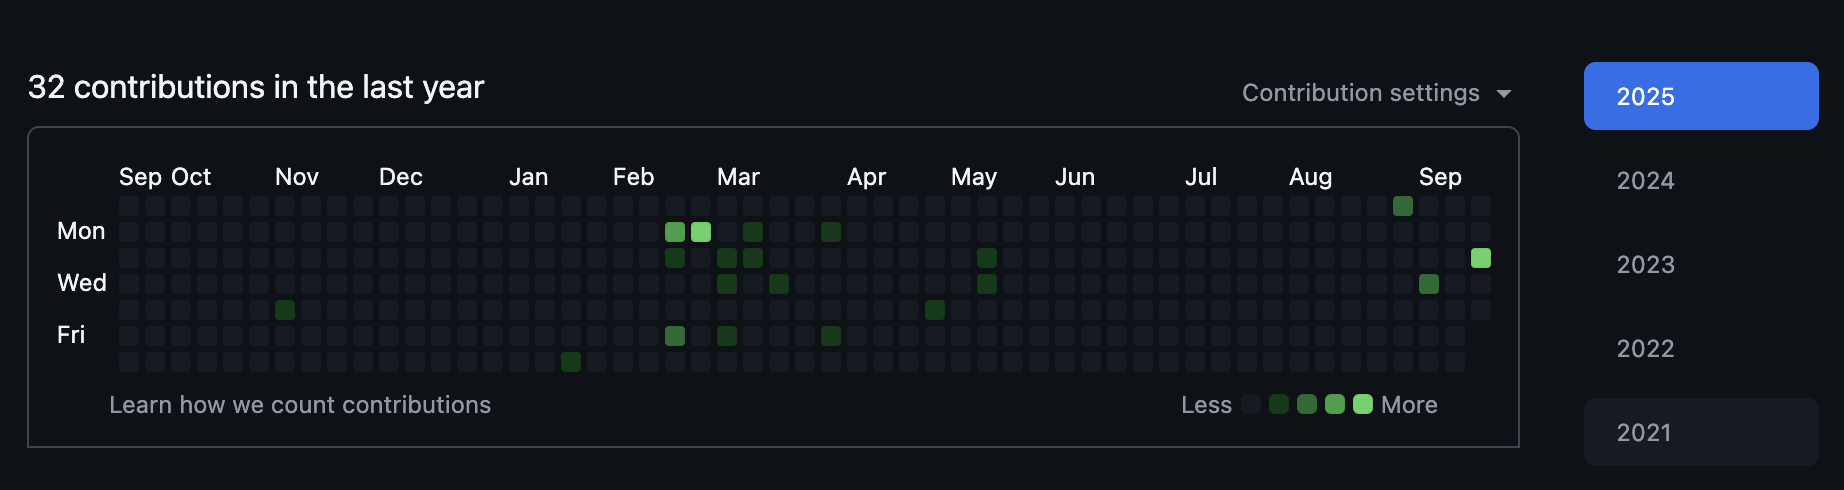 32 contributions in the last year
Contribution settings
Sep Oct Nov Dec Jan Feb Mar Apr May Jun Jul Aug Sep
Mon
Wed
Fri
Learn how we count contributions
Less More
2025
2024
2023
2022
2021